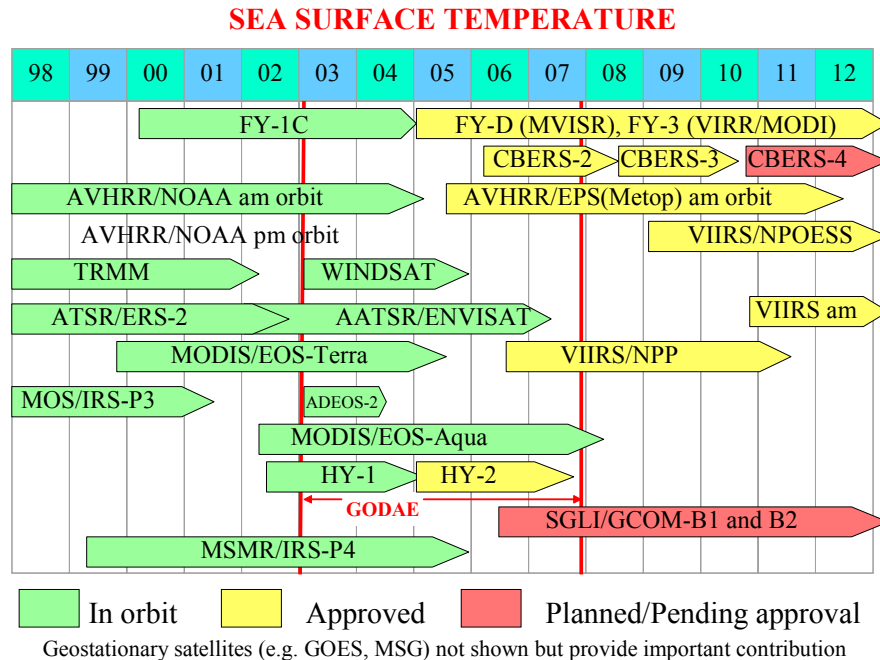 SEA SURFACE TEMPERATURE
98 99 00 01 02 03 04 05 06 07 08 09 10 11 12
FY-1C FY-D (MVISR), FY-3 (VIRR/MODI)
CBERS-2 CBERS-3 CBERS-4
AVHRR/NOAA am orbit AVHRR/EPS(Metop) am orbit
AVHRR/NOAA pm orbit VIIRS/NPOESS
TRMM WINDSAT
ATSR/ERS-2 AATSR/ENVISAT VIIRS am
MODIS/EOS-Terra VIIRS/NPP
MOS/IRS-P3 ADEOS-2
MODIS/EOS-Aqua
HY-1 HY-2
GODAE
SGLI/GCOM-B1 and B2
MSMR/IRS-P4
In orbit Approved Planned/Pending approval
Geostationary satellites (e.g. GOES, MSG) not shown but provide important contribution